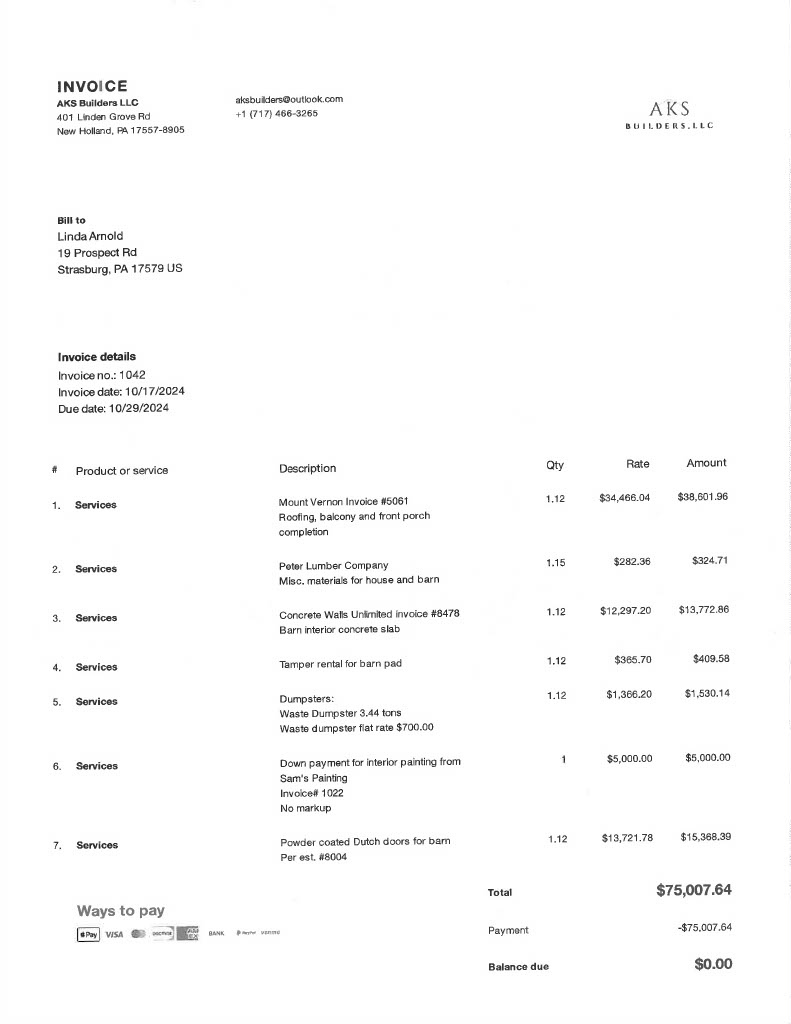 INVOICE
AKS Builders LLC
401 Linden Grove Rd
New Holland, PA 17557-8905
aksbuilders@outlook.com
+1 (717) 466-3265
AKS
BUILDERS, LLC
Bill to
Linda Arnold
19 Prospect Rd
Strasburg, PA 17579 US
Invoice details
Invoice no.: 1042
Invoice date: 10/17/2024
Due date: 10/29/2024
# Product or service Description Qty Rate Amount
1. Services Mount Vernon Invoice #5061 1.12 $34,466.04 $38,601.96
Roofing, balcony and front porch
completion
2. Services Peter Lumber Company 1.15 $282.36 $324.71
Misc. materials for house and barn
3. Services Concrete Walls Unlimited invoice #8478 1.12 $12,297.20 $13,772.86
Barn interior concrete slab
4. Services Tamper rental for barn pad 1.12 $365.70 $409.58
5. Services Dumpsters: 1.12 $1,366.20 $1,530.14
Waste Dumpster 3.44 tons
Waste dumpster flat rate $700.00
6. Services Down payment for interior painting from 1 $5,000.00 $5,000.00
Sam's Painting
Invoice# 1022
No markup
7. Services Powder coated Dutch doors for barn 1.12 $13,721.78 $15,368.39
Per est. #8004
Total $75,007.64
Ways to pay
Payment -$75,007.64
Pay VISA DISCOVER AM EX BANK PayPal venmo
Balance due $0.00